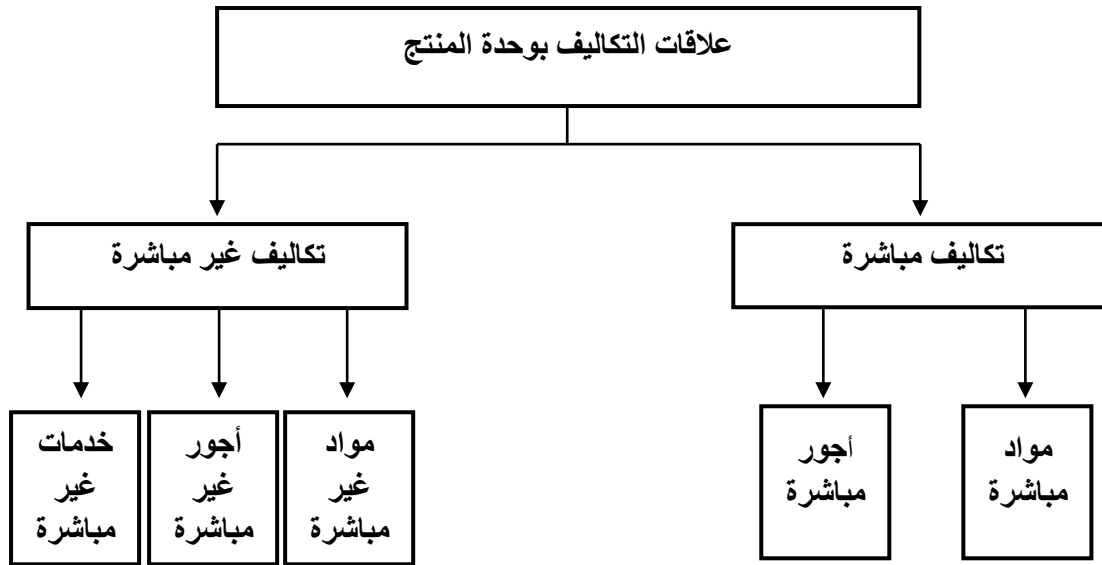 علاقات التكاليف بوحدة المنتج
تكاليف مباشرة
تكاليف غير مباشرة
مواد
مباشرة
أجور
مباشرة
مواد
غير
مباشرة
أجور
غير
مباشرة
خدمات
غير
مباشرة